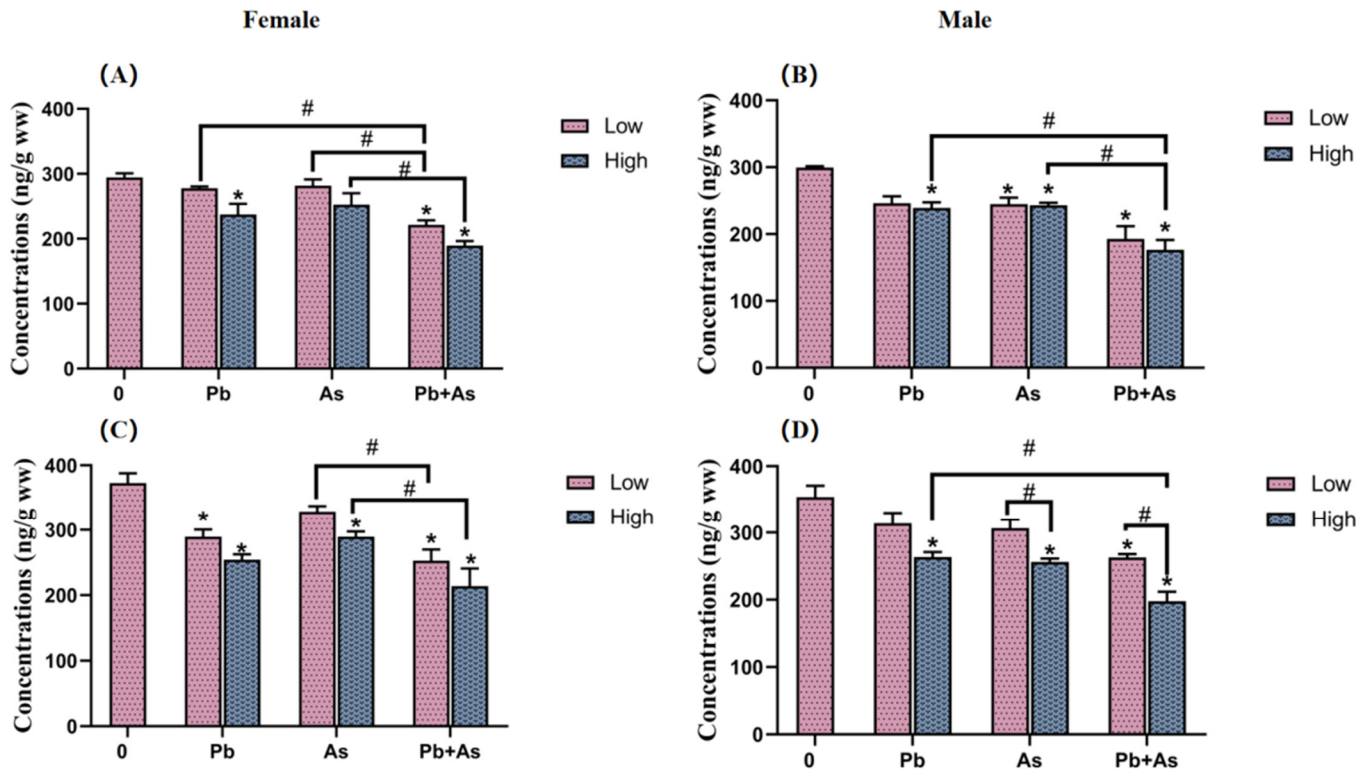 Female
Male
(A)
Concentrations (ng/g ww)
400
300
200
100
0
#
#
#
*
*
*
Low
High
0 Pb As Pb+As
(B)
Concentrations (ng/g ww)
400
300
200
100
0
#
#
*
*
*
*
*
Low
High
0 Pb As Pb+As
(C)
Concentrations (ng/g ww)
400
300
200
100
0
#
#
*
*
*
*
*
Low
High
0 Pb As Pb+As
(D)
Concentrations (ng/g ww)
400
300
200
100
0
#
#
#
*
*
*
*
Low
High
0 Pb As Pb+As